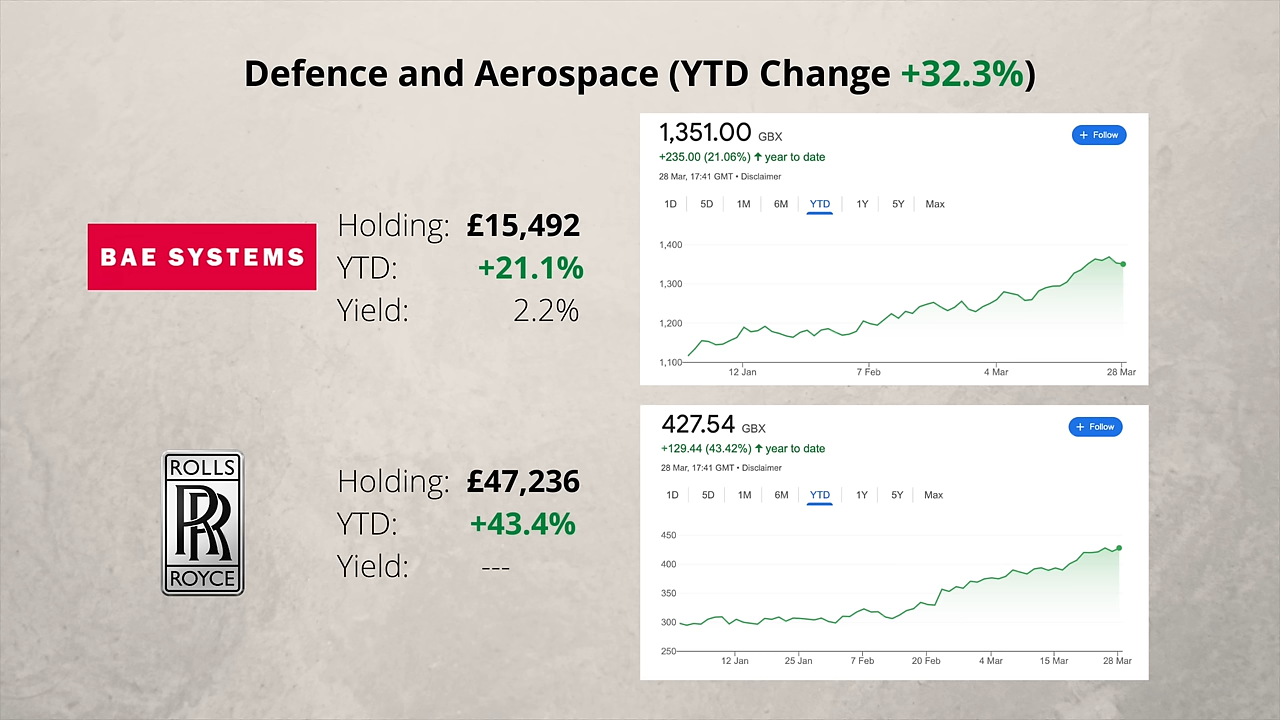 Defence and Aerospace (YTD Change +32.3%)
BAE SYSTEMS
Holding: £15,492
YTD: +21.1%
Yield: 2.2%
1,351.00 GBX
+ Follow
+235.00 (21.06%) ↑ year to date
28 Mar, 17:41 GMT • Disclaimer
1D 5D 1M 6M YTD 1Y 5Y Max
1,400
1,300
1,200
1,100
12 Jan 7 Feb 4 Mar 28 Mar
ROLLS
RR
ROYCE
Holding: £47,236
YTD: +43.4%
Yield: ---
427.54 GBX
+ Follow
+129.44 (43.42%) ↑ year to date
28 Mar, 17:41 GMT • Disclaimer
1D 5D 1M 6M YTD 1Y 5Y Max
450
400
350
300
250
12 Jan 25 Jan 7 Feb 20 Feb 4 Mar 15 Mar 28 Mar